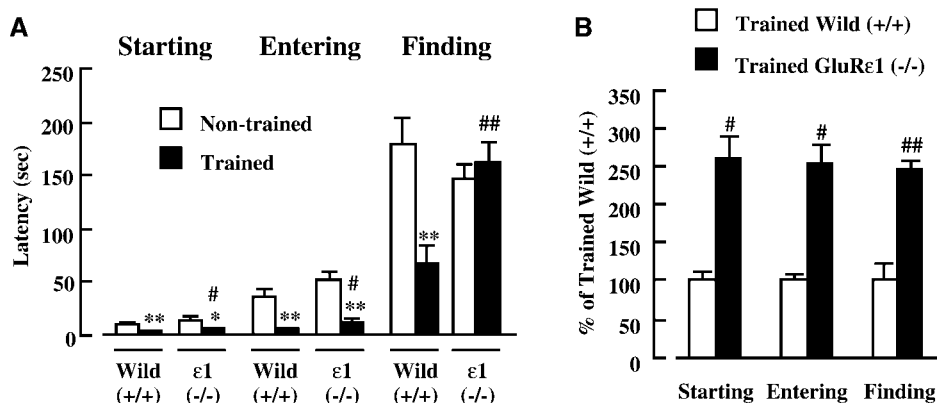 A
Starting Entering Finding
250
200
150
100
50
0
Latency (sec)
Non-trained
Trained
** # * ** # ** ** ##
Wild ε1 Wild ε1 Wild ε1
(+/+) (-/-) (+/+) (-/-) (+/+) (-/-)
B
Trained Wild (+/+)
Trained GluRε1 (-/-)
% of Trained Wild (+/+)
350
300
250
200
150
100
50
0
# # ##
Starting Entering Finding